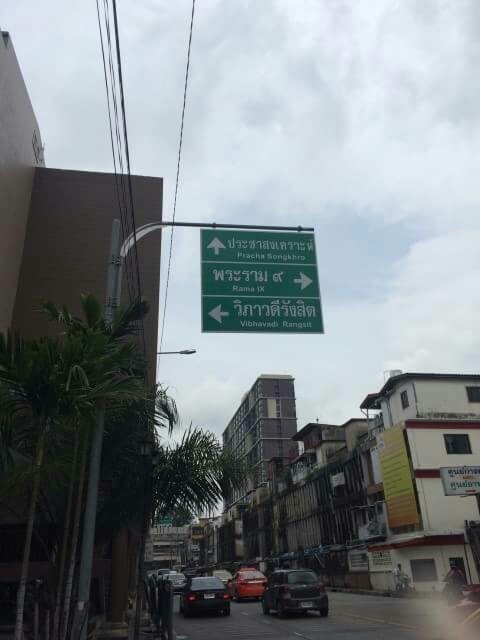 ประชาสงเคราะห์
Pracha Songkhro
พระราม ๙
Rama IX
วิภาวดีรังสิต
Vibhavadi Rangsit